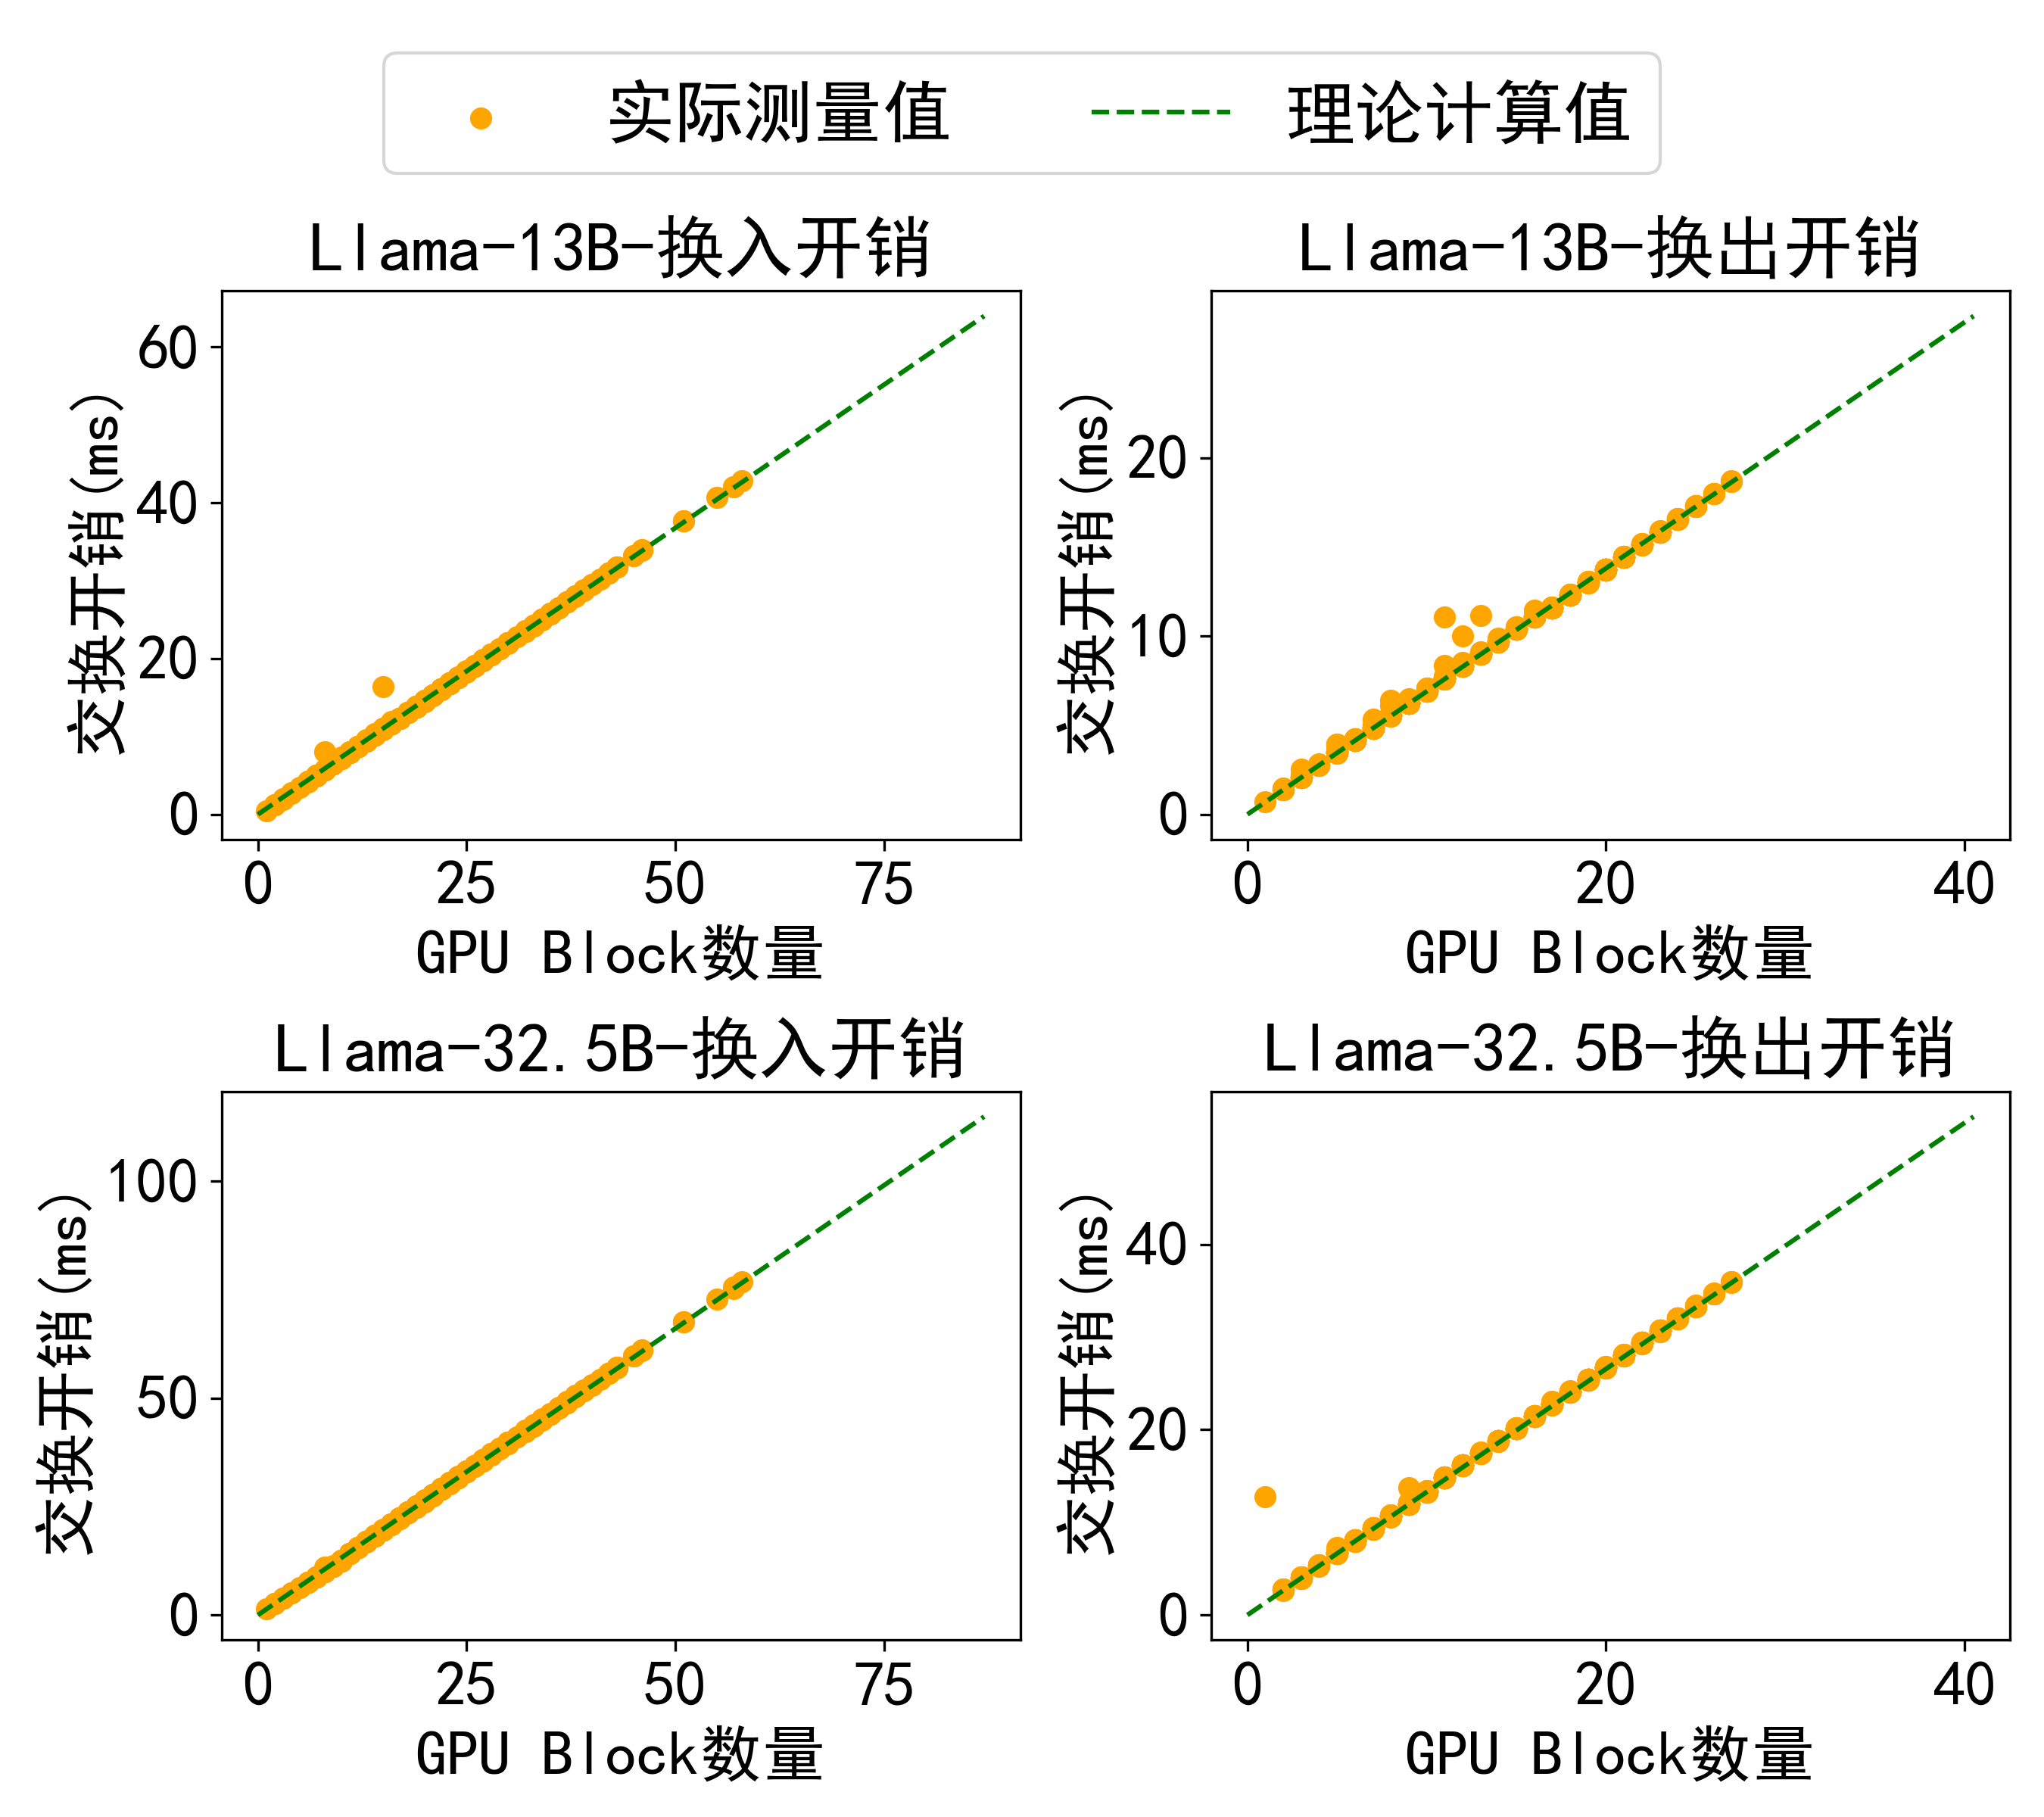 实际测量值 理论计算值
Llama-13B-换入开销
交换开销(ms)
60
40
20
0
0 25 50 75
GPU Block数量
Llama-13B-换出开销
交换开销(ms)
20
10
0
0 20 40
GPU Block数量
Llama-32.5B-换入开销
交换开销(ms)
100
50
0
0 25 50 75
GPU Block数量
Llama-32.5B-换出开销
交换开销(ms)
40
20
0
0 20 40
GPU Block数量